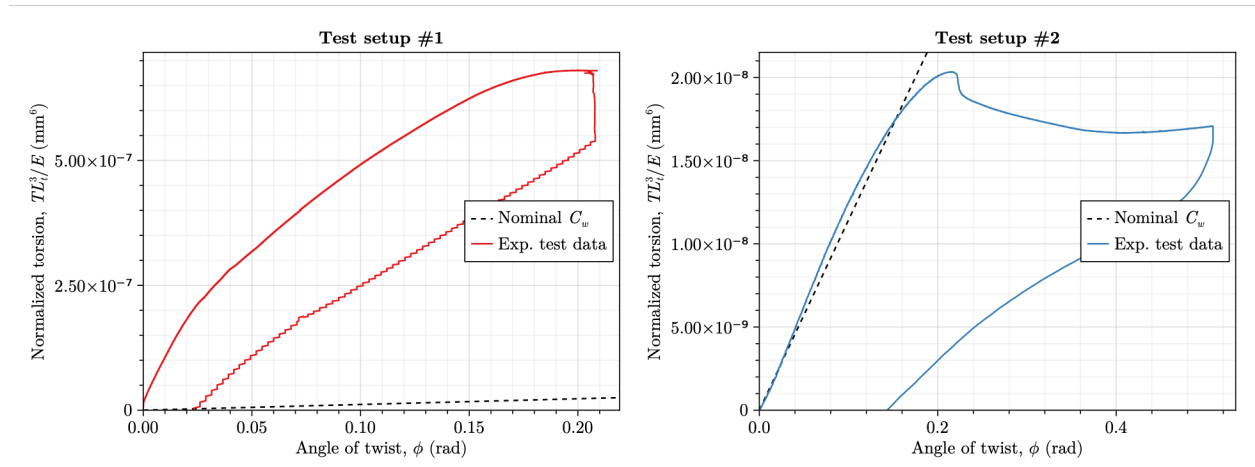 Test setup #1
Normalized torsion, TL_t^3/E (mm^6)
5.00×10^-7
2.50×10^-7
0
0.00 0.05 0.10 0.15 0.20
Angle of twist, ϕ (rad)
Nominal C_w
Exp. test data
Test setup #2
Normalized torsion, TL_t^3/E (mm^6)
2.00×10^-8
1.50×10^-8
1.00×10^-8
5.00×10^-9
0
0.0 0.2 0.4
Angle of twist, ϕ (rad)
Nominal C_w
Exp. test data